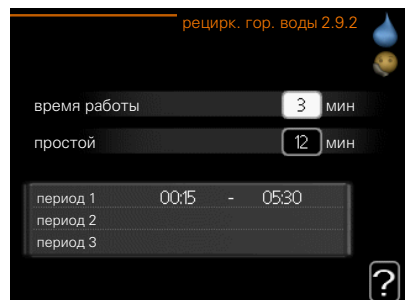 рецирк. гор. воды 2.9.2
время работы 3 мин
простой 12 мин
период 1 00:15 - 05:30
период 2
период 3
?